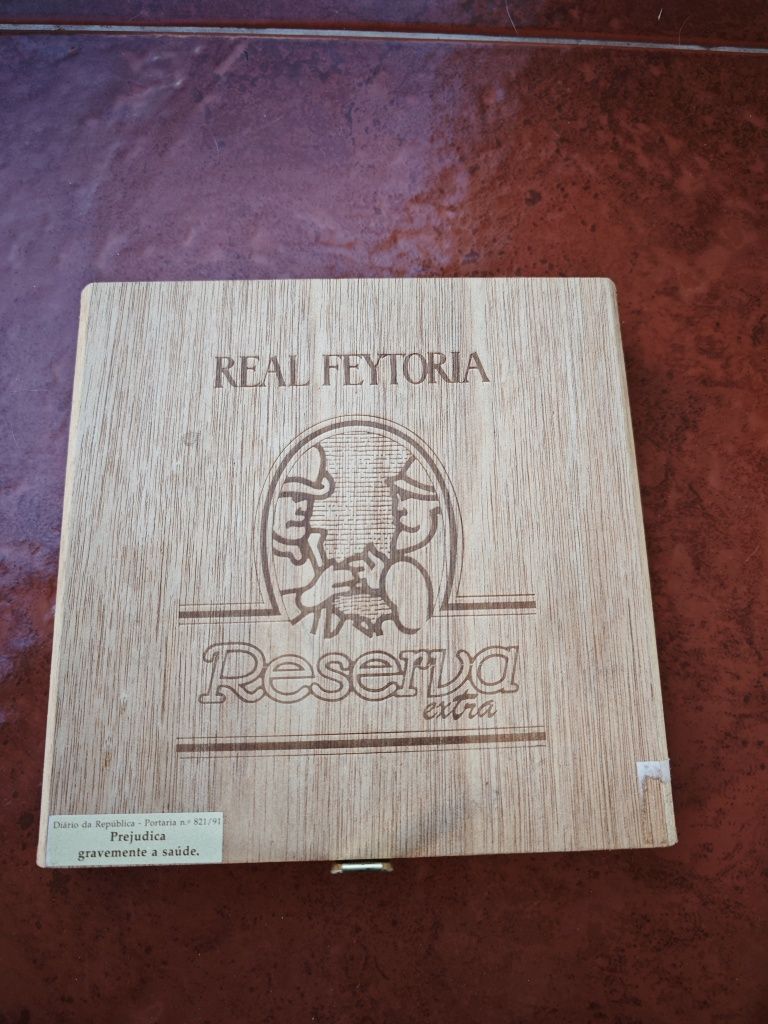 REAL FEYTORIA
Reserva
extra
Diário da República - Portaria n.º 821/91
Prejudica
gravemente a saúde.